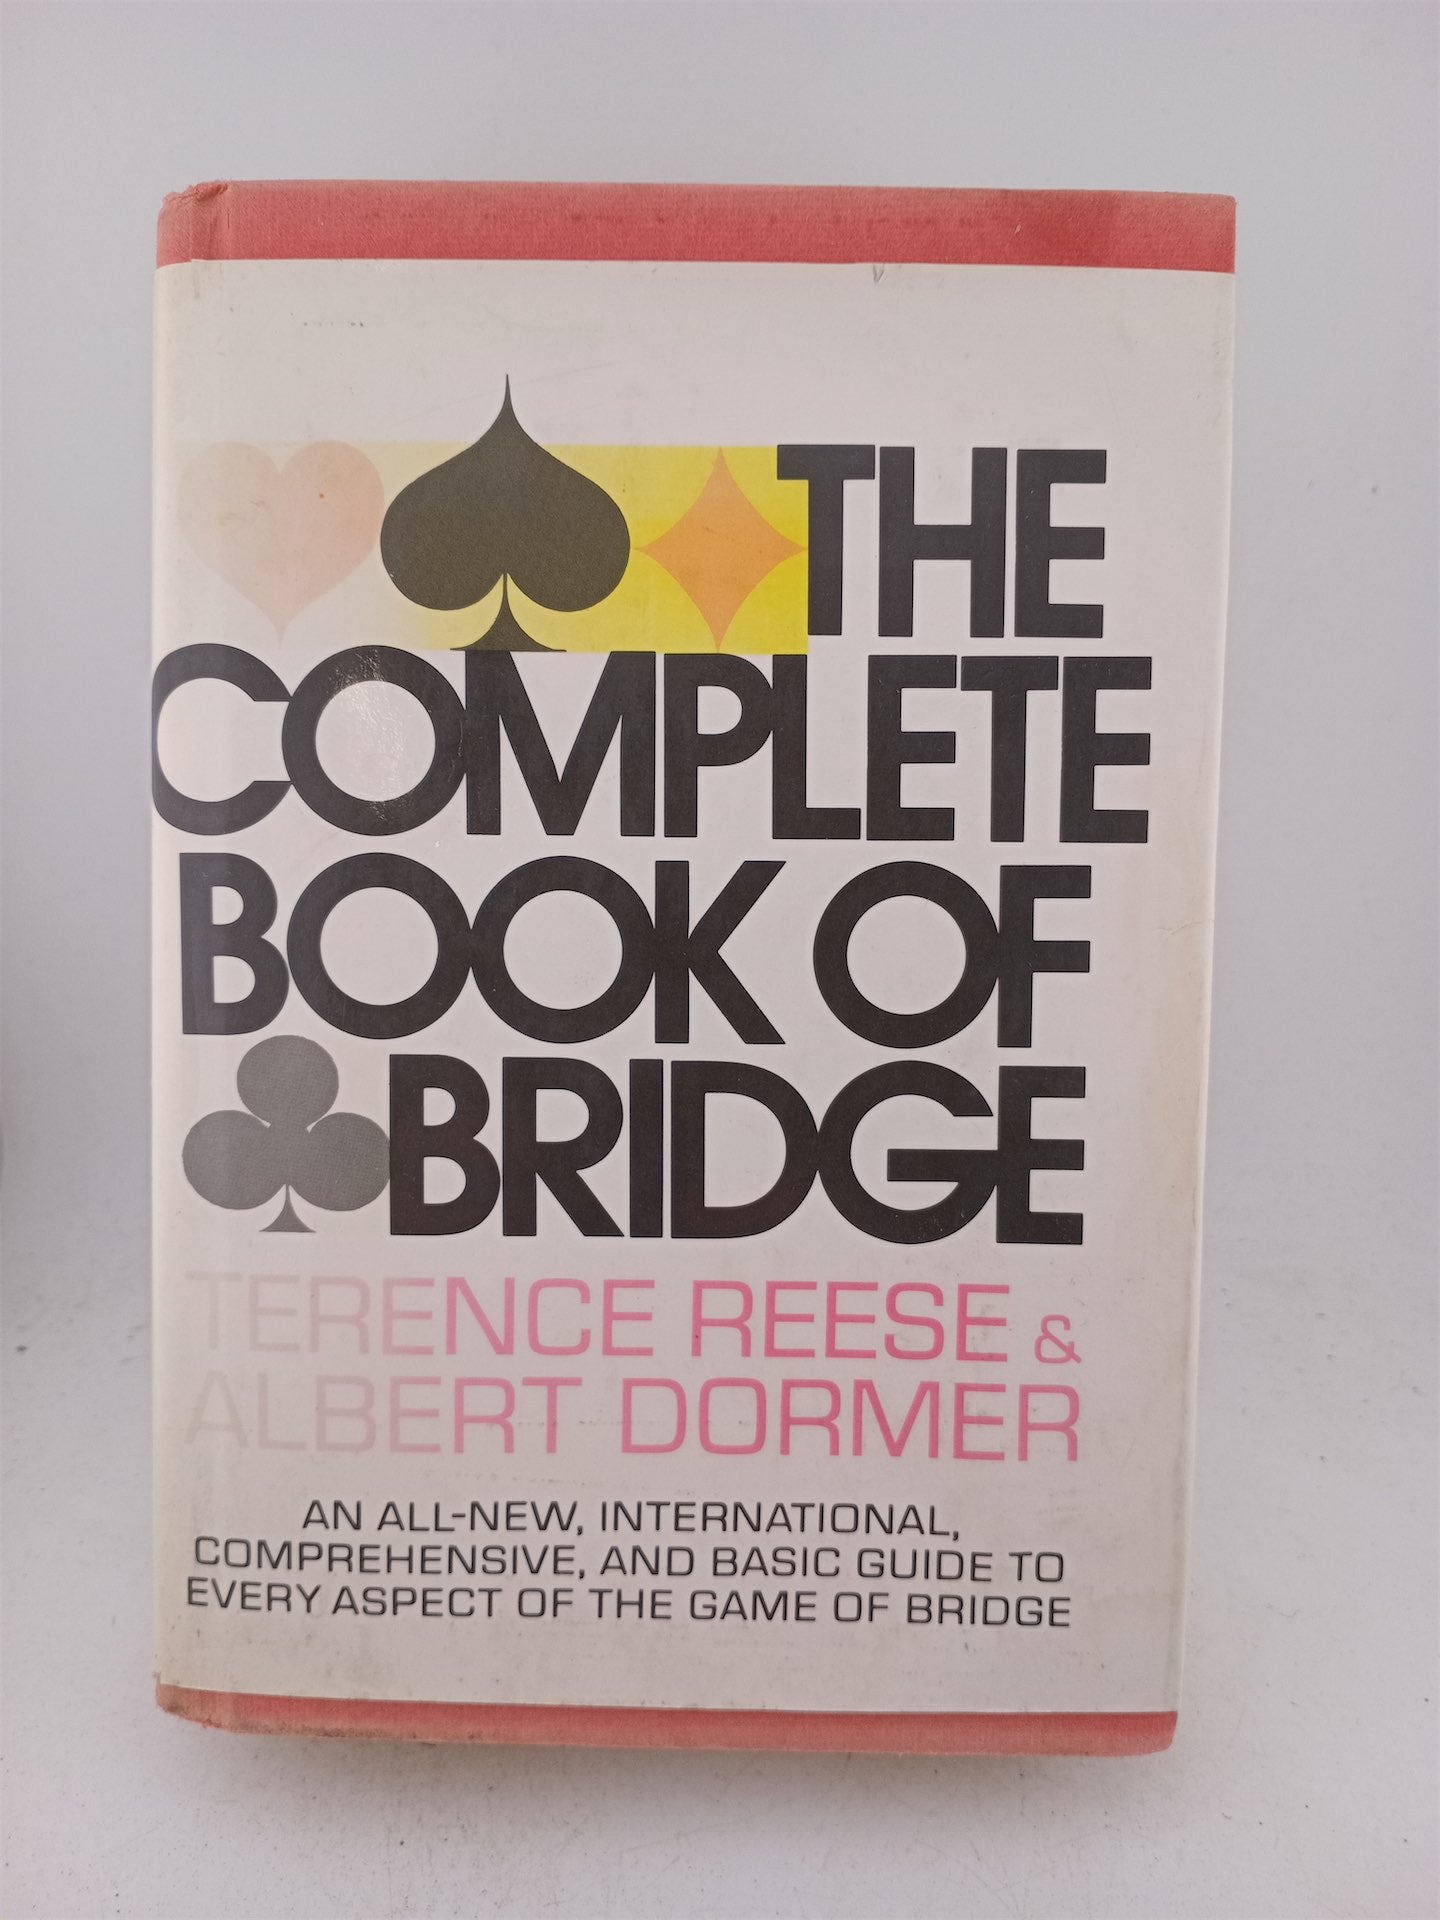 THE
COMPLETE
BOOK OF
BRIDGE
TERENCE REESE &
ALBERT DORMER
AN ALL-NEW, INTERNATIONAL,
COMPREHENSIVE, AND BASIC GUIDE TO
EVERY ASPECT OF THE GAME OF BRIDGE